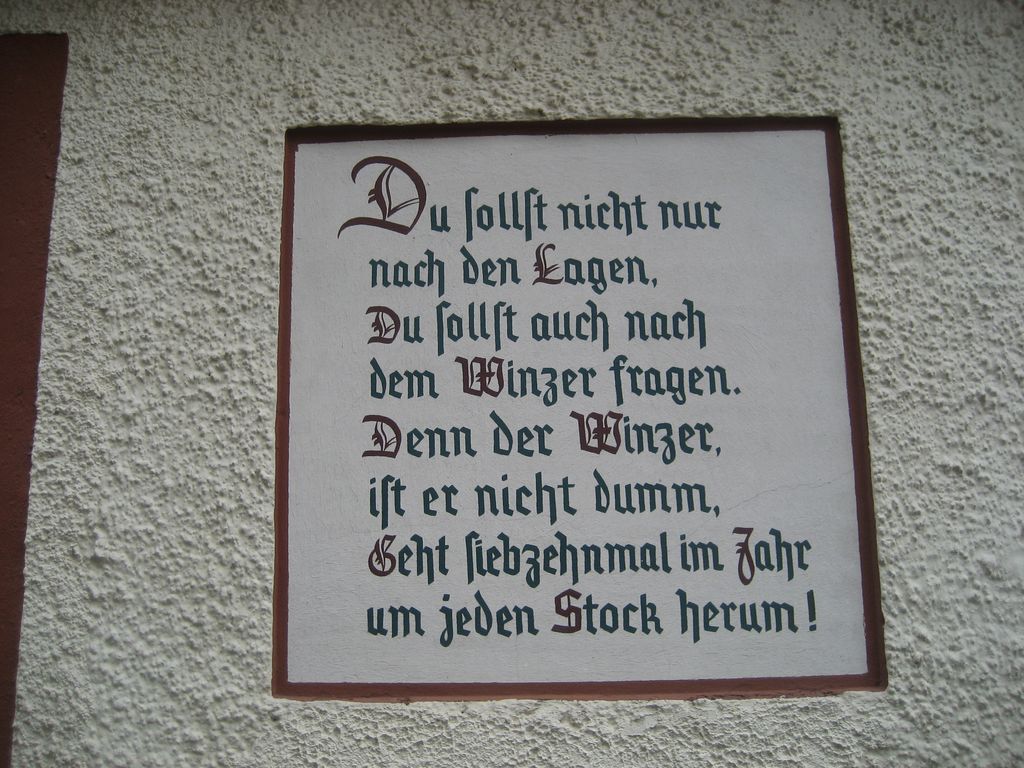 Du sollst nicht nur
nach den Lagen,
Du sollst auch nach
dem Winzer fragen.
Denn der Winzer,
ist er nicht dumm,
Geht siebzehnmal im Jahr
um jeden Stock herum!